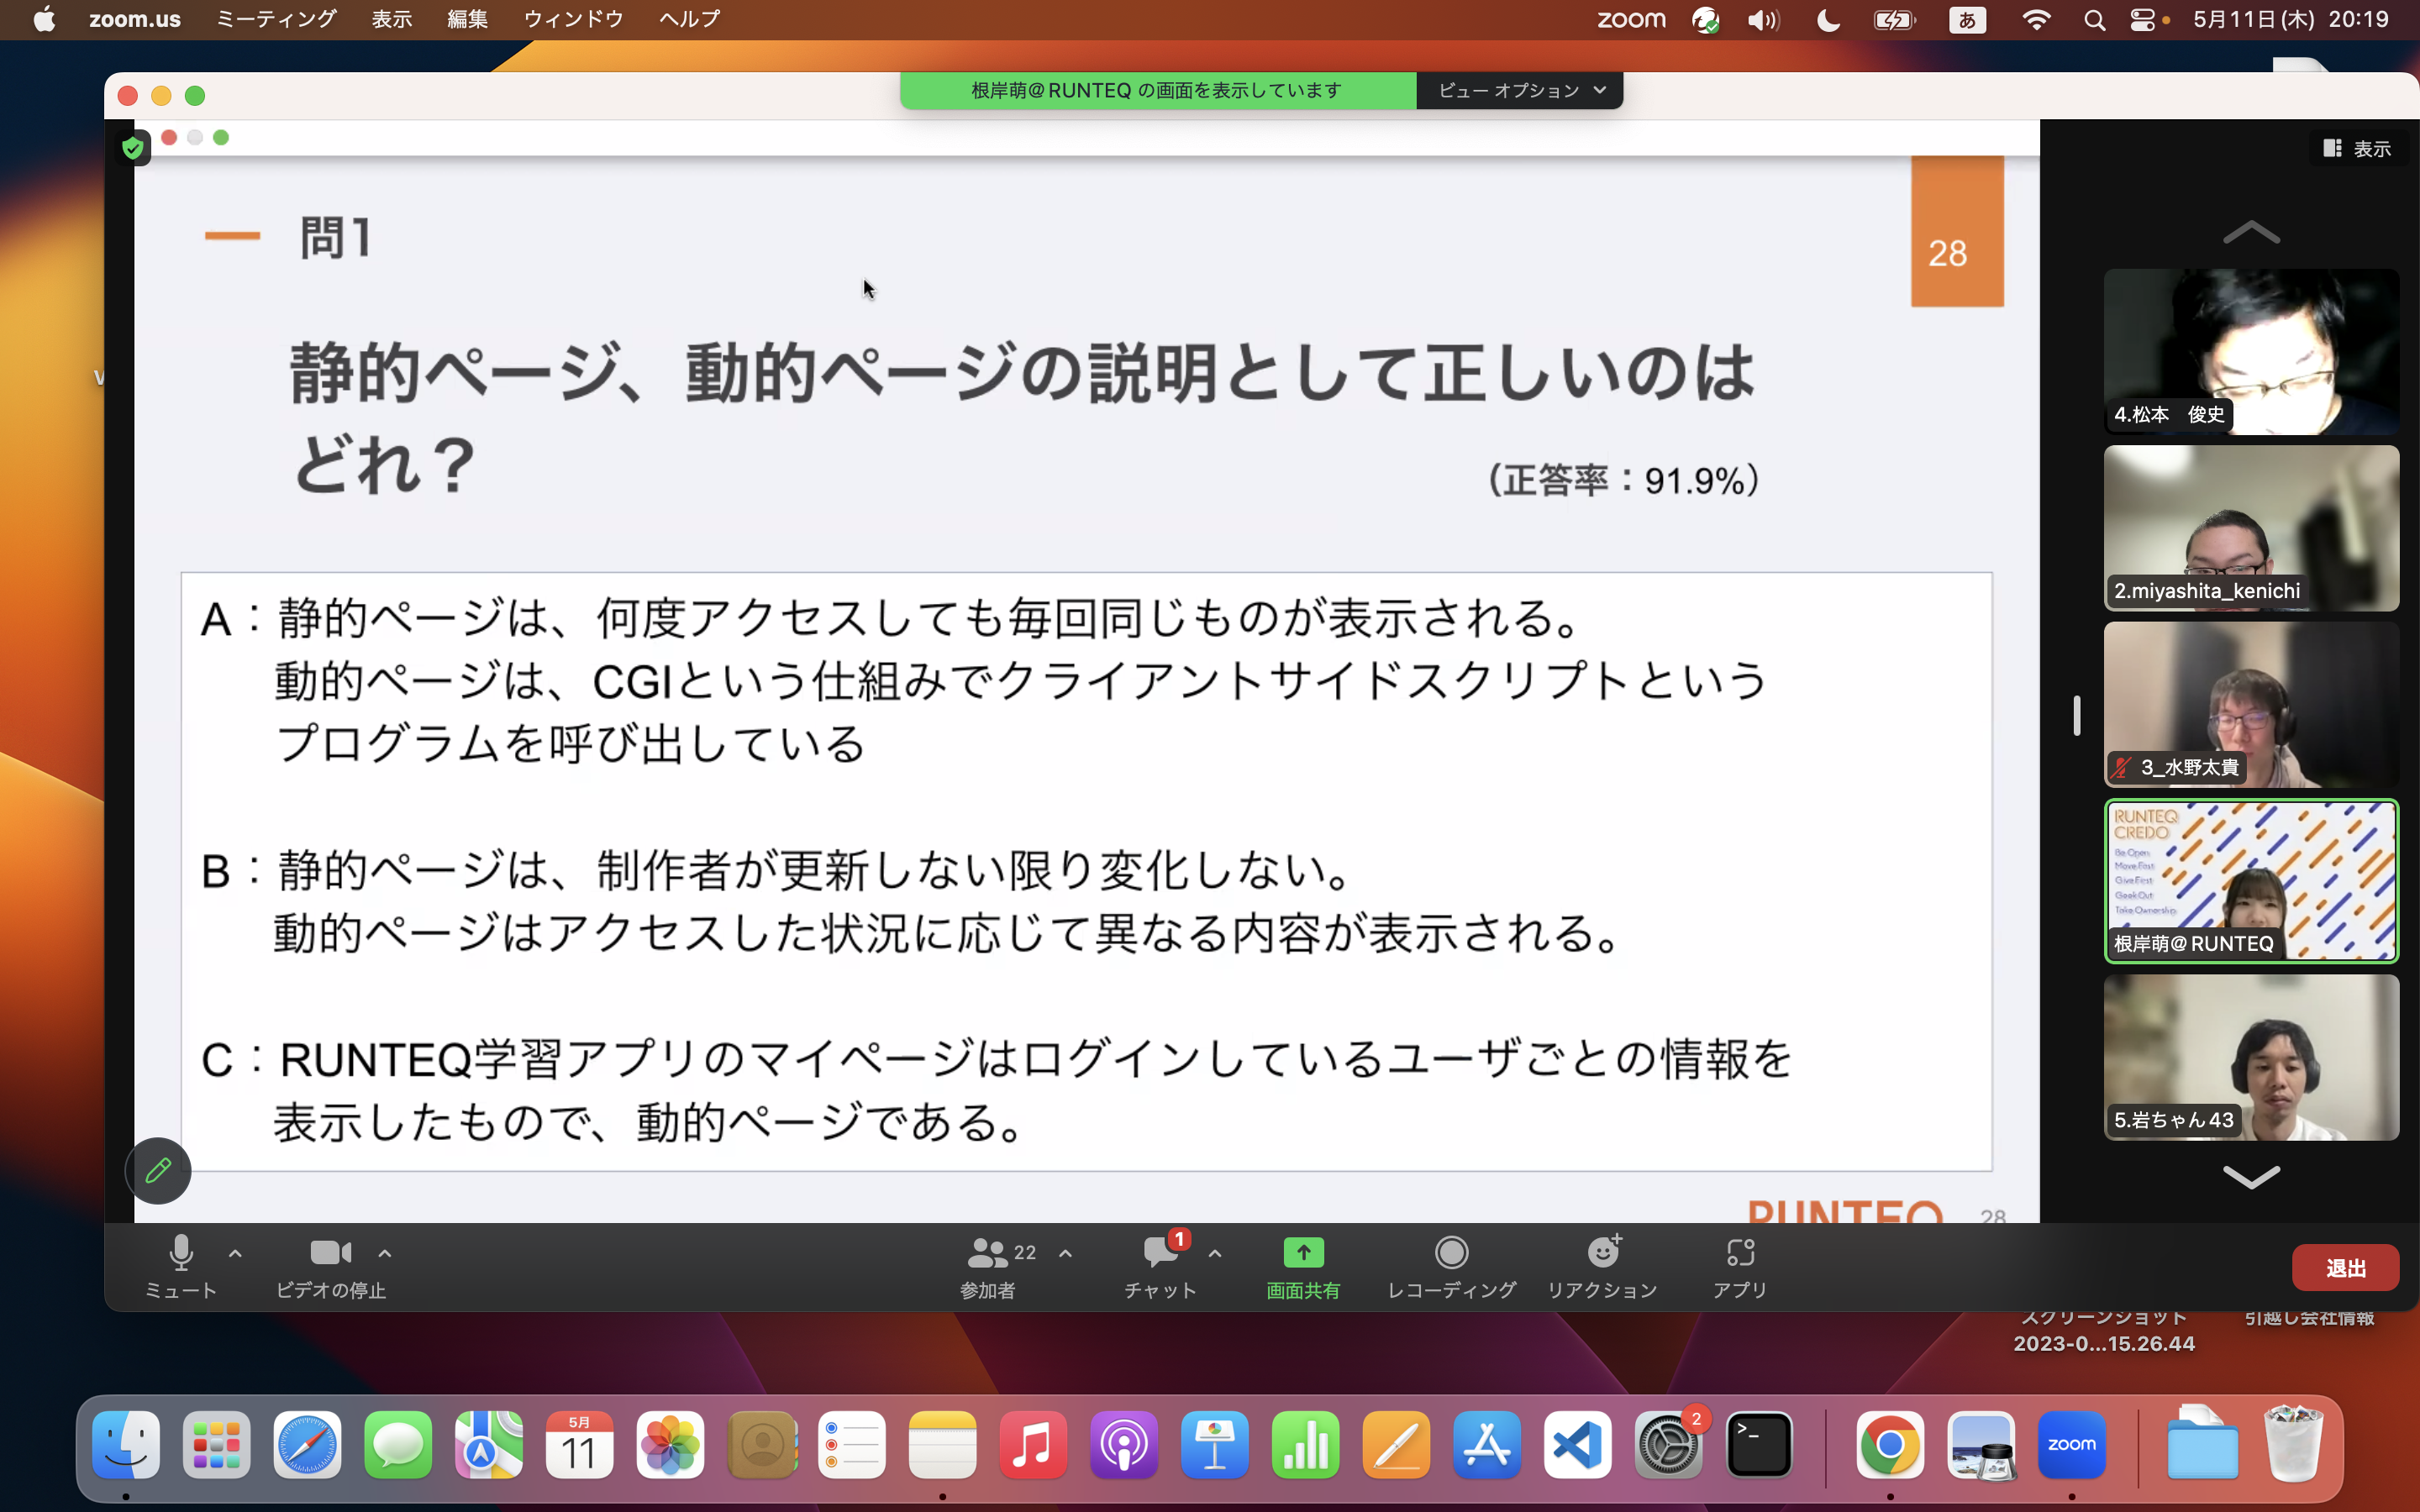 zoom.us ミーティング 表示 編集 ウィンドウ ヘルプ
zoom あ 5月11日(木) 20:19
根岸萌@RUNTEQ の画面を表示しています ビュー オプション
表示
問1
28
静的ページ、動的ページの説明として正しいのは
どれ？
（正答率：91.9%）
A：静的ページは、何度アクセスしても毎回同じものが表示される。
動的ページは、CGIという仕組みでクライアントサイドスクリプトという
プログラムを呼び出している
B：静的ページは、制作者が更新しない限り変化しない。
動的ページはアクセスした状況に応じて異なる内容が表示される。
C：RUNTEQ学習アプリのマイページはログインしているユーザごとの情報を
表示したもので、動的ページである。
RUNTEQ 28
4.松本 俊史
2.miyashita_kenichi
3_水野太貴
RUNTEQ
CREDO
Be Open
Move Fast
Give First
Geek Out
Take Ownership
根岸萌@RUNTEQ
5.岩ちゃん43
ミュート
ビデオの停止
22
参加者
1
チャット
画面共有
レコーディング
リアクション
アプリ
退出
スクリーンショット
2023-0...15.26.44
引越し会社情報
5月
11
2
zoom